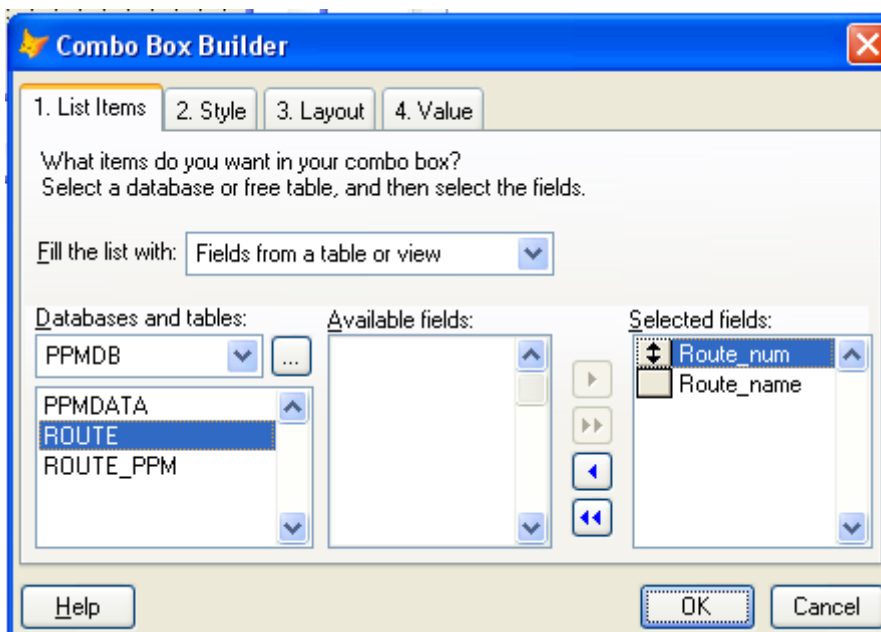 Combo Box Builder
1. List Items 2. Style 3. Layout 4. Value
What items do you want in your combo box?
Select a database or free table, and then select the fields.
Fill the list with: Fields from a table or view
Databases and tables: Available fields: Selected fields:
PPMDB ...
PPMDATA
ROUTE
ROUTE_PPM
Route_num
Route_name
Help OK Cancel